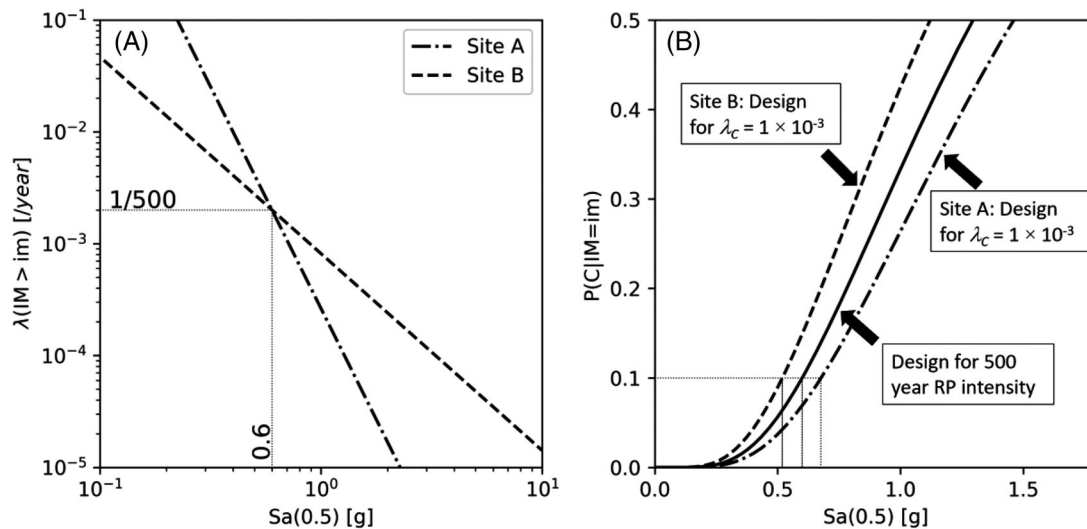 (A)
Site A
Site B
1/500
0.6
λ(IM > im) [/year]
10⁻¹
10⁻²
10⁻³
10⁻⁴
10⁻⁵
10⁻¹
10⁰
10¹
Sa(0.5) [g]
(B)
Site B: Design
for λC = 1 × 10⁻³
Site A: Design
for λC = 1 × 10⁻³
Design for 500
year RP intensity
P(C|IM=im)
0.5
0.4
0.3
0.2
0.1
0.0
0.0
0.5
1.0
1.5
Sa(0.5) [g]